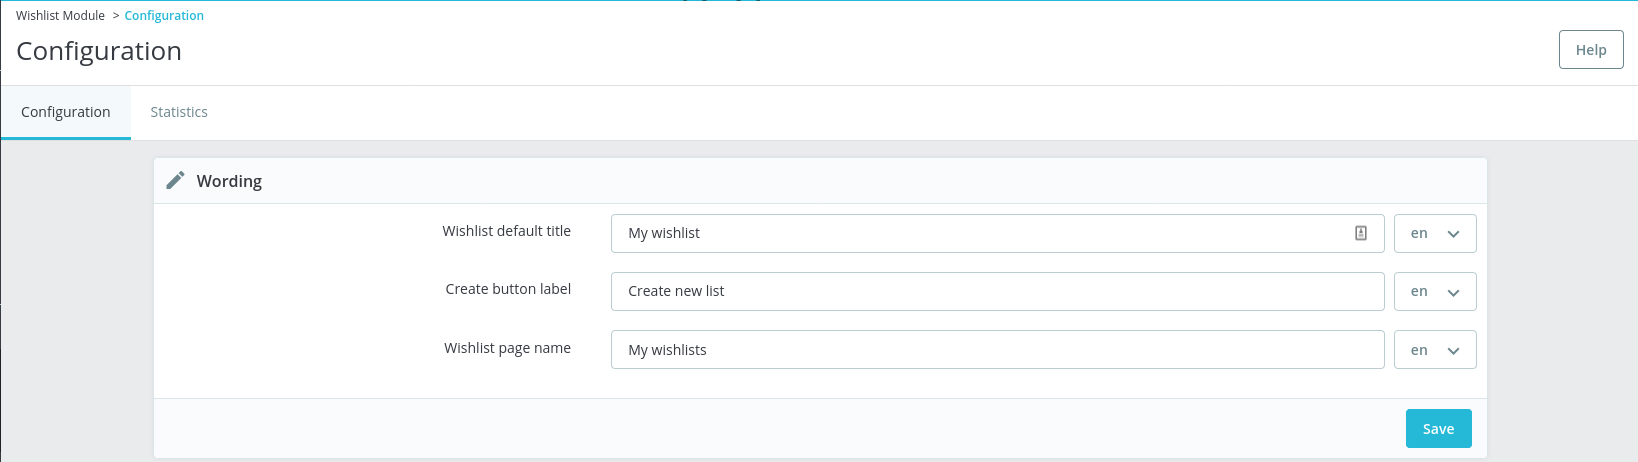 Wishlist Module > Configuration
Configuration
Help
Configuration Statistics
Wording
Wishlist default title My wishlist en
Create button label Create new list en
Wishlist page name My wishlists en
Save